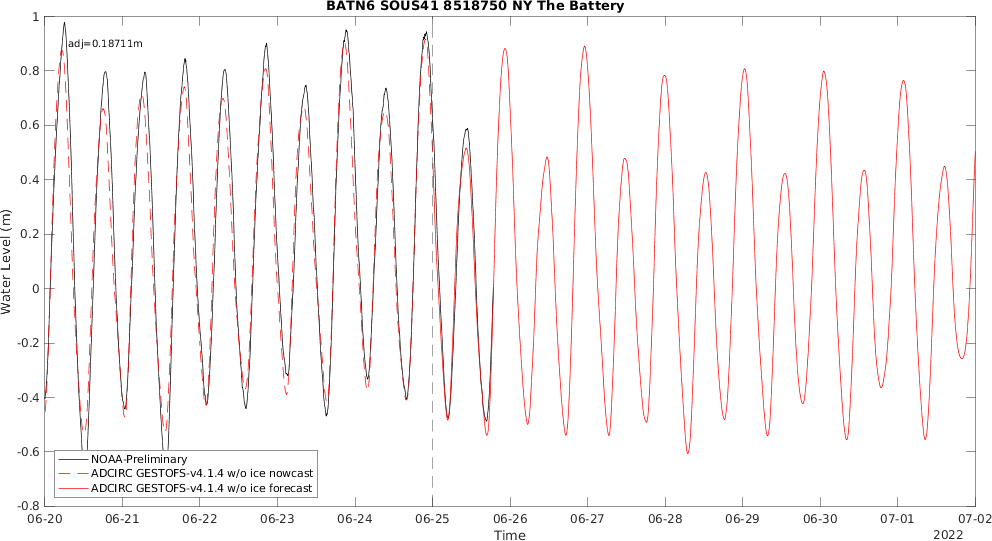 BATN6 SOUS41 8518750 NY The Battery
adj=0.18711m
Water Level (m)
1
0.8
0.6
0.4
0.2
0
-0.2
-0.4
-0.6
-0.8
NOAA-Preliminary
ADCIRC GESTOFS-v4.1.4 w/o ice nowcast
ADCIRC GESTOFS-v4.1.4 w/o ice forecast
06-20 06-21 06-22 06-23 06-24 06-25 06-26 06-27 06-28 06-29 06-30 07-01 07-02
Time
2022